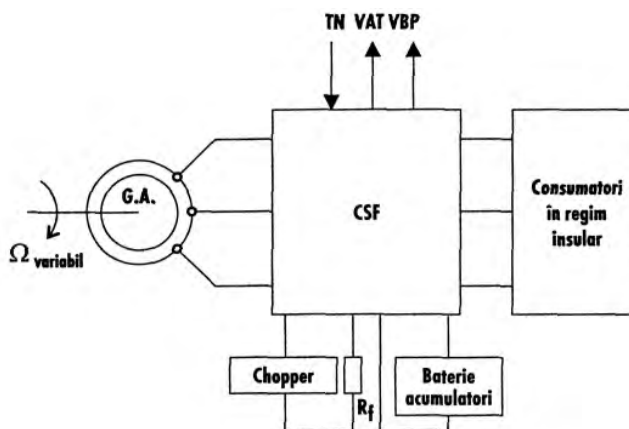 TN VAT VBP
G.A.
Ω variabil
CSF
Consumatori
în regim
insular
Chopper
Rf
Baterie
acumulatori